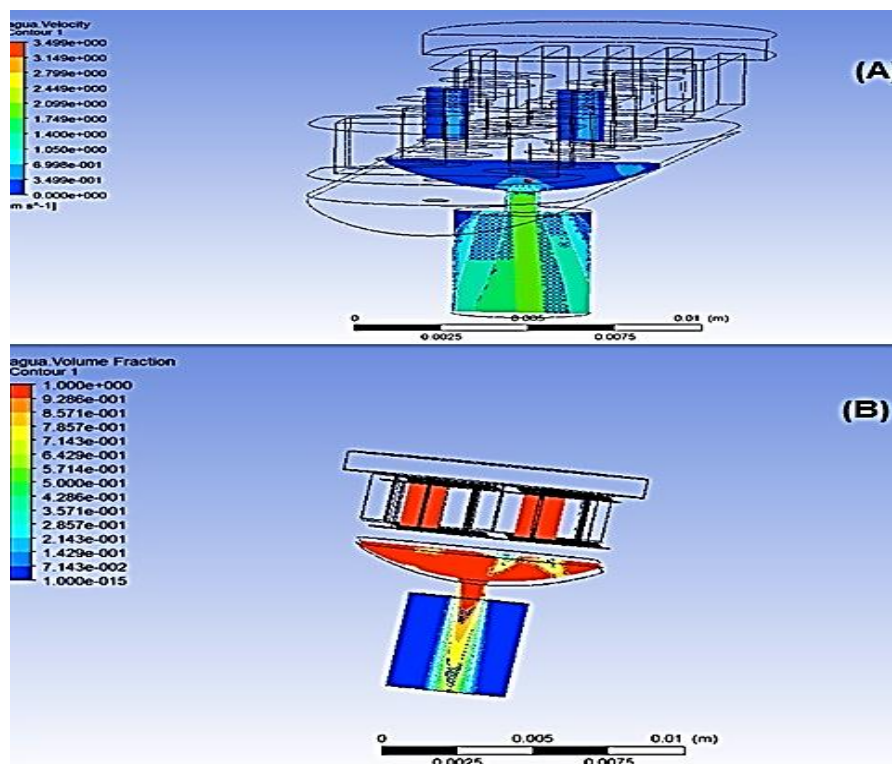 agua.Velocity
Contour 1
3.499e+000
3.149e+000
2.799e+000
2.449e+000
2.099e+000
1.749e+000
1.400e+000
1.050e+000
6.998e-001
3.499e-001
0.000e+000
m s^-1]
(A)
0 0.005 0.01 (m)
0.0025 0.0075
agua.Volume Fraction
Contour 1
1.000e+000
9.286e-001
8.571e-001
7.857e-001
7.143e-001
6.429e-001
5.714e-001
5.000e-001
4.286e-001
3.571e-001
2.857e-001
2.143e-001
1.429e-001
7.143e-002
1.000e-015
(B)
0 0.005 0.01 (m)
0.0025 0.0075